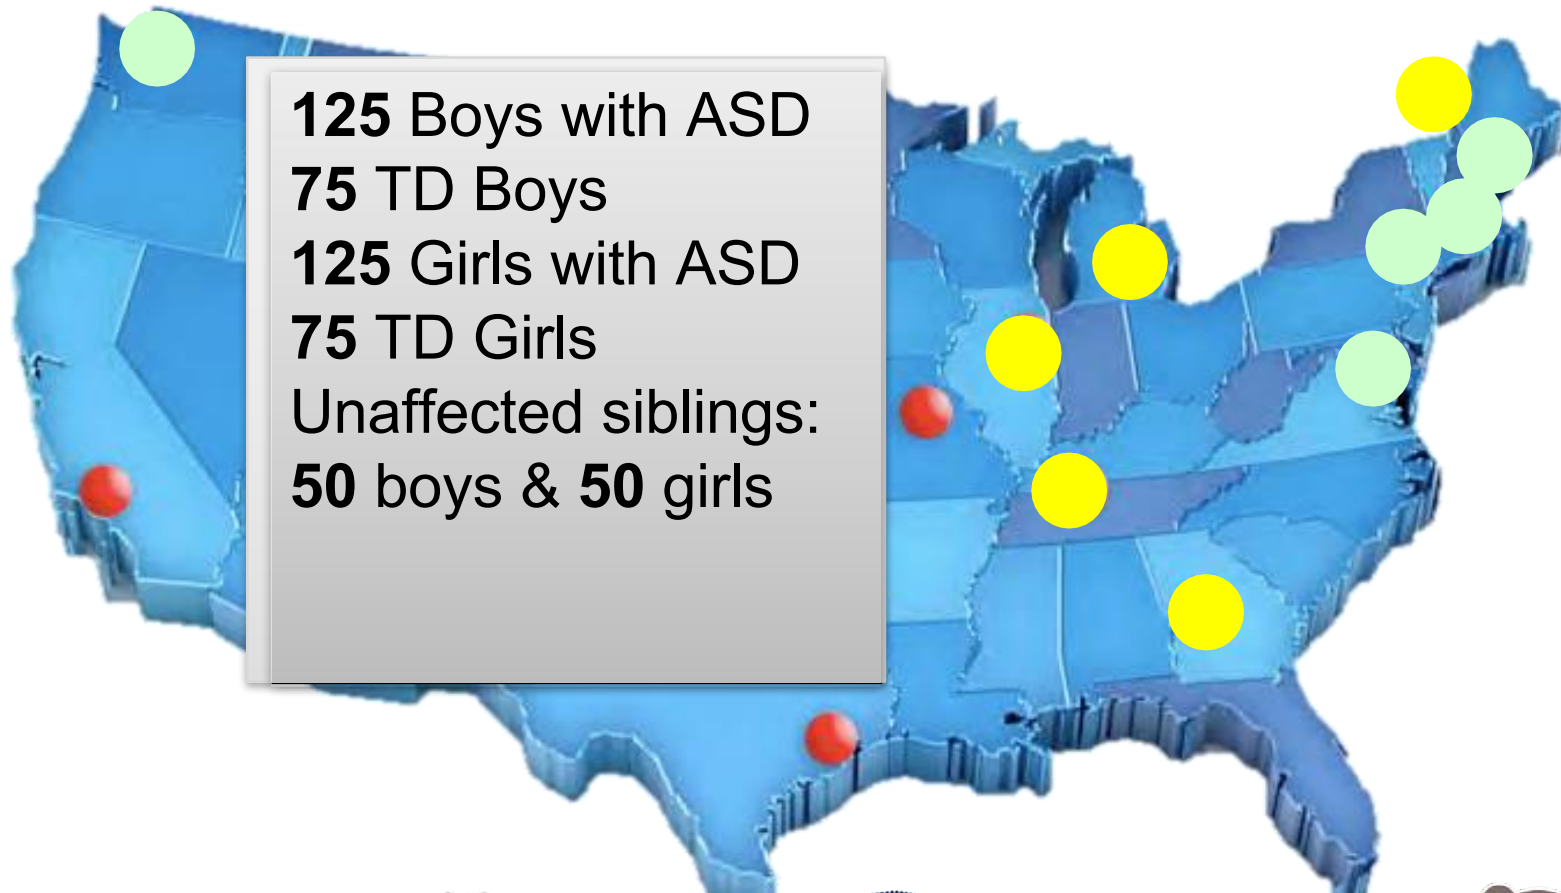 125 Boys with ASD
75 TD Boys
125 Girls with ASD
75 TD Girls
Unaffected siblings:
50 boys & 50 girls